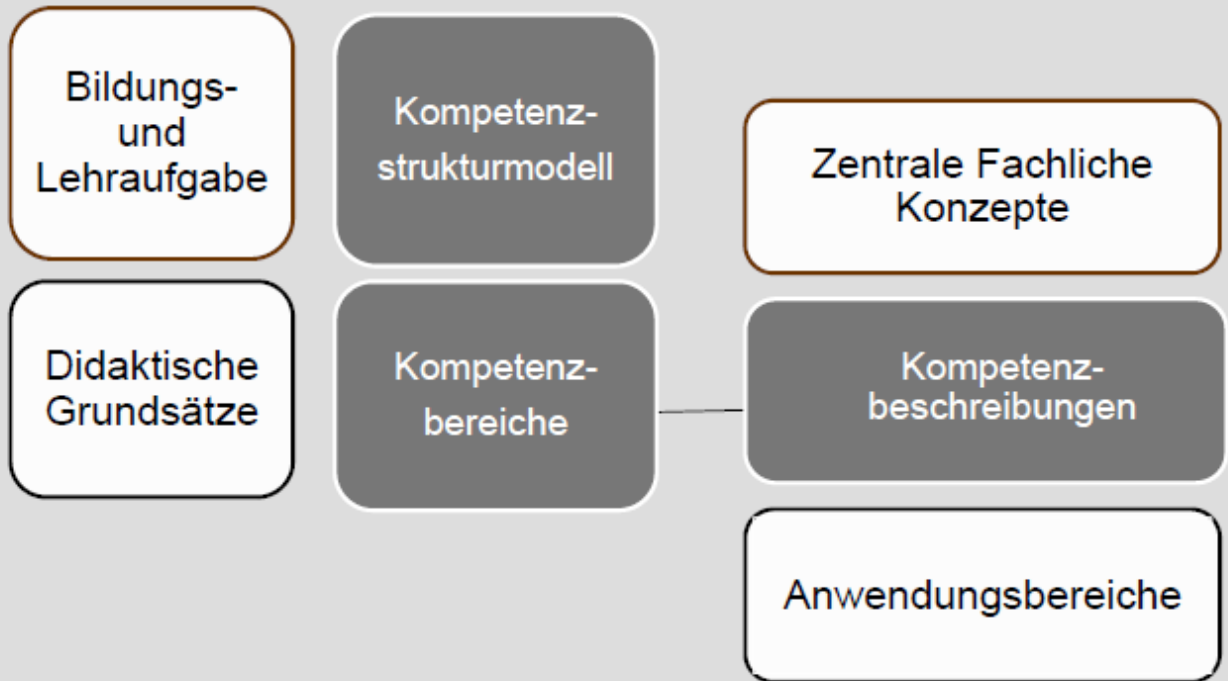 Bildungs-
und
Lehraufgabe
Kompetenz-
strukturmodell
Zentrale Fachliche
Konzepte
Didaktische
Grundsätze
Kompetenz-
bereiche
Kompetenz-
beschreibungen
Anwendungsbereiche